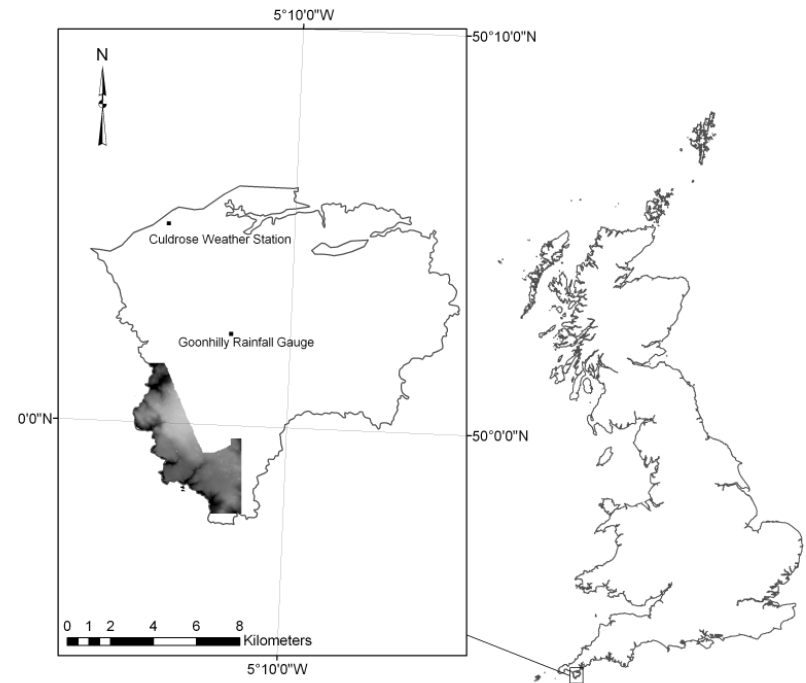 5°10'0"W
50°10'0"N
N
Culdrose Weather Station
Goonhilly Rainfall Gauge
0'0"N
50°0'0"N
0 1 2 4 6 8
Kilometers
5°10'0"W